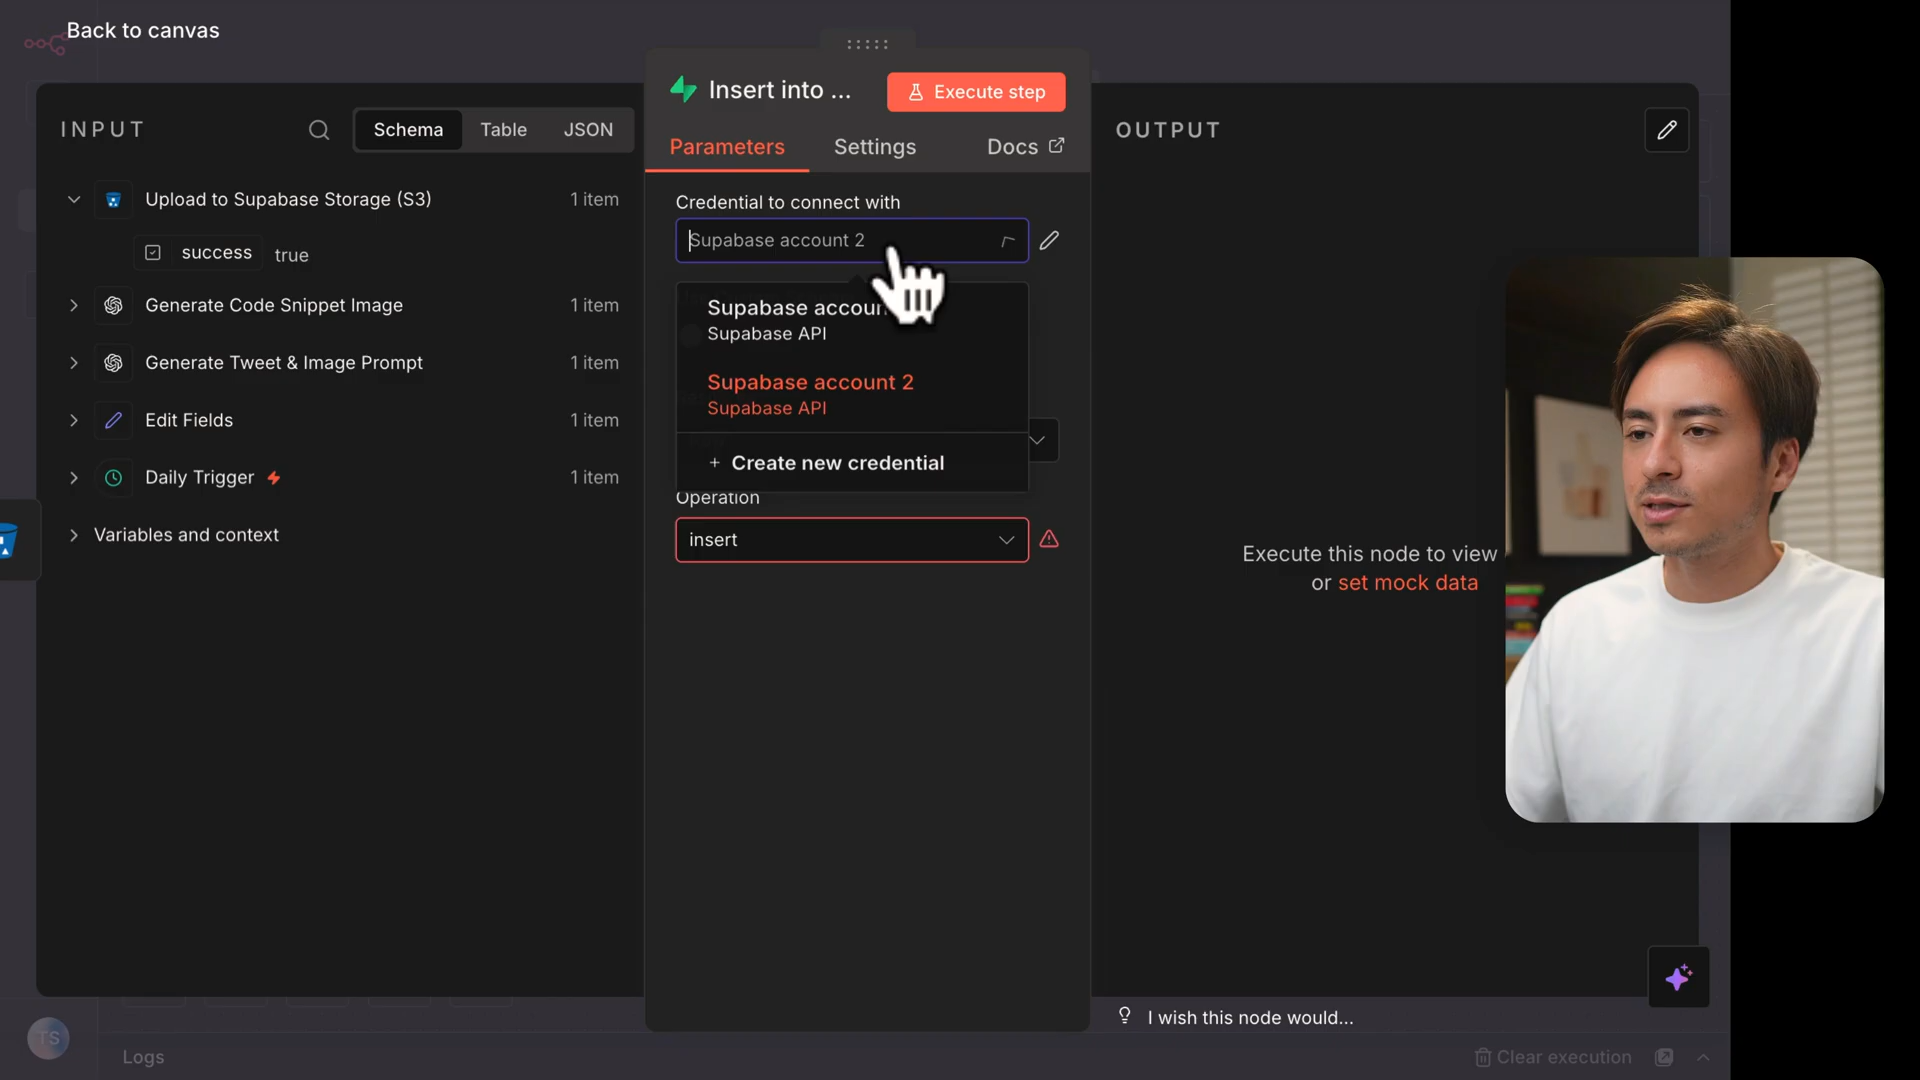 Back to canvas
INPUT
Schema
Table
JSON
Upload to Supabase Storage (S3)
1 item
success
true
Generate Code Snippet Image
1 item
Generate Tweet & Image Prompt
1 item
Edit Fields
1 item
Daily Trigger
1 item
Variables and context
Insert into ...
Execute step
Parameters
Settings
Docs
Credential to connect with
Supabase account 2
Supabase API
Supabase account 2
Supabase API
+ Create new credential
Operation
insert
OUTPUT
Execute this node to view
or set mock data
I wish this node would...
TS
Logs
Clear execution